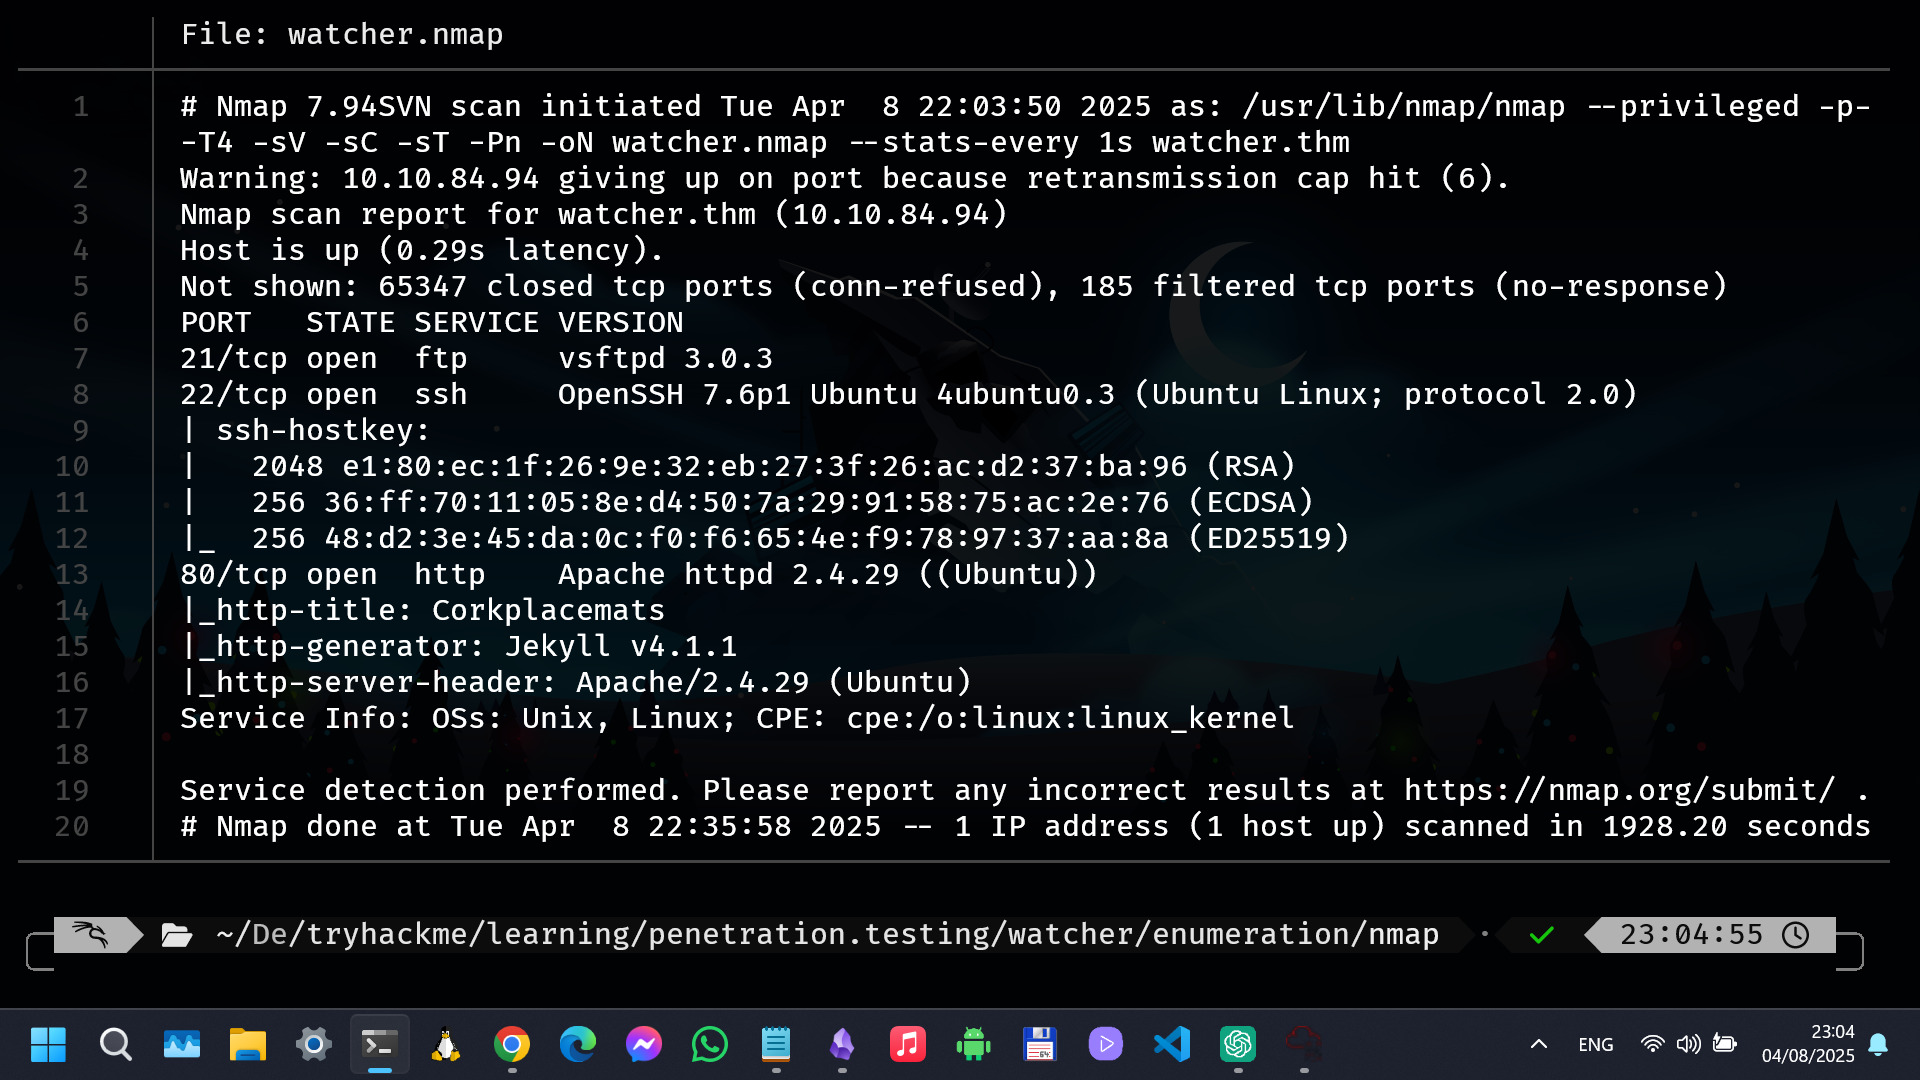 File: watcher.nmap
1 # Nmap 7.94SVN scan initiated Tue Apr  8 22:03:50 2025 as: /usr/lib/nmap/nmap --privileged -p-
-T4 -sV -sC -sT -Pn -oN watcher.nmap --stats-every 1s watcher.thm
2 Warning: 10.10.84.94 giving up on port because retransmission cap hit (6).
3 Nmap scan report for watcher.thm (10.10.84.94)
4 Host is up (0.29s latency).
5 Not shown: 65347 closed tcp ports (conn-refused), 185 filtered tcp ports (no-response)
6 PORT   STATE SERVICE VERSION
7 21/tcp open  ftp     vsftpd 3.0.3
8 22/tcp open  ssh     OpenSSH 7.6p1 Ubuntu 4ubuntu0.3 (Ubuntu Linux; protocol 2.0)
9 | ssh-hostkey:
10 |   2048 e1:80:ec:1f:26:9e:32:eb:27:3f:26:ac:d2:37:ba:96 (RSA)
11 |   256 36:ff:70:11:05:8e:d4:50:7a:29:91:58:75:ac:2e:76 (ECDSA)
12 |_  256 48:d2:3e:45:da:0c:f0:f6:65:4e:f9:78:97:37:aa:8a (ED25519)
13 80/tcp open  http    Apache httpd 2.4.29 ((Ubuntu))
14 |_http-title: Corkplacemats
15 |_http-generator: Jekyll v4.1.1
16 |_http-server-header: Apache/2.4.29 (Ubuntu)
17 Service Info: OSs: Unix, Linux; CPE: cpe:/o:linux:linux_kernel
18
19 Service detection performed. Please report any incorrect results at https://nmap.org/submit/ .
20 # Nmap done at Tue Apr  8 22:35:58 2025 -- 1 IP address (1 host up) scanned in 1928.20 seconds
~/De/tryhackme/learning/penetration.testing/watcher/enumeration/nmap 23:04:55
ENG 23:04
04/08/2025